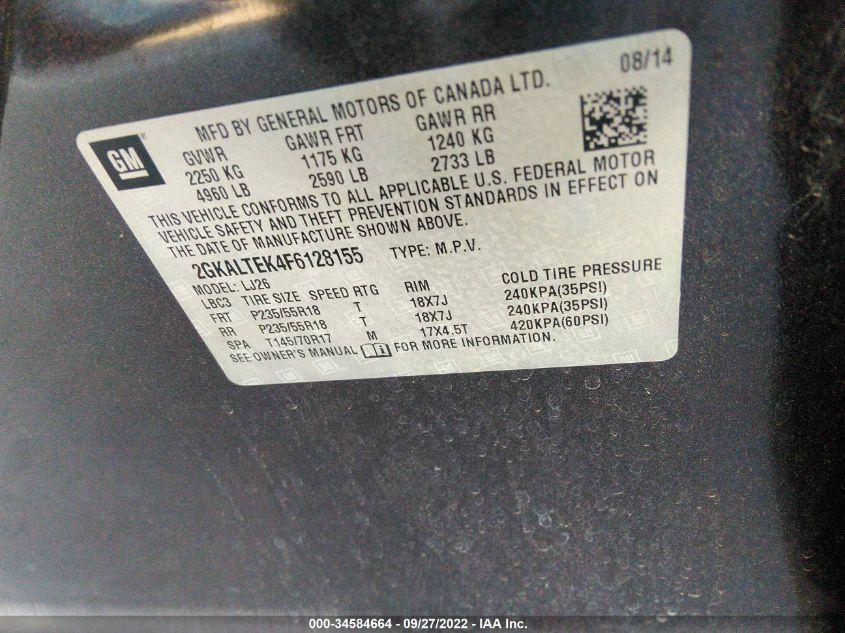 08/14
GM
MFD BY GENERAL MOTORS OF CANADA LTD.
GVWR GAWR FRT GAWR RR
2250 KG 1175 KG 1240 KG
4960 LB 2590 LB 2733 LB
THIS VEHICLE CONFORMS TO ALL APPLICABLE U.S. FEDERAL MOTOR
VEHICLE SAFETY AND THEFT PREVENTION STANDARDS IN EFFECT ON
THE DATE OF MANUFACTURE SHOWN ABOVE.
2GKALTEK4F6128155 TYPE: M.P.V.
MODEL: LJ26
L8C3 TIRE SIZE SPEED RTG RIM COLD TIRE PRESSURE
FRT P235/55R18 T 18X7J 240KPA(35PSI)
RR P235/55R18 T 18X7J 240KPA(35PSI)
SPA T145/70R17 M 17X4.5T 420KPA(60PSI)
SEE OWNER'S MANUAL FOR MORE INFORMATION.
000-34584664 - 09/27/2022 - IAA Inc.